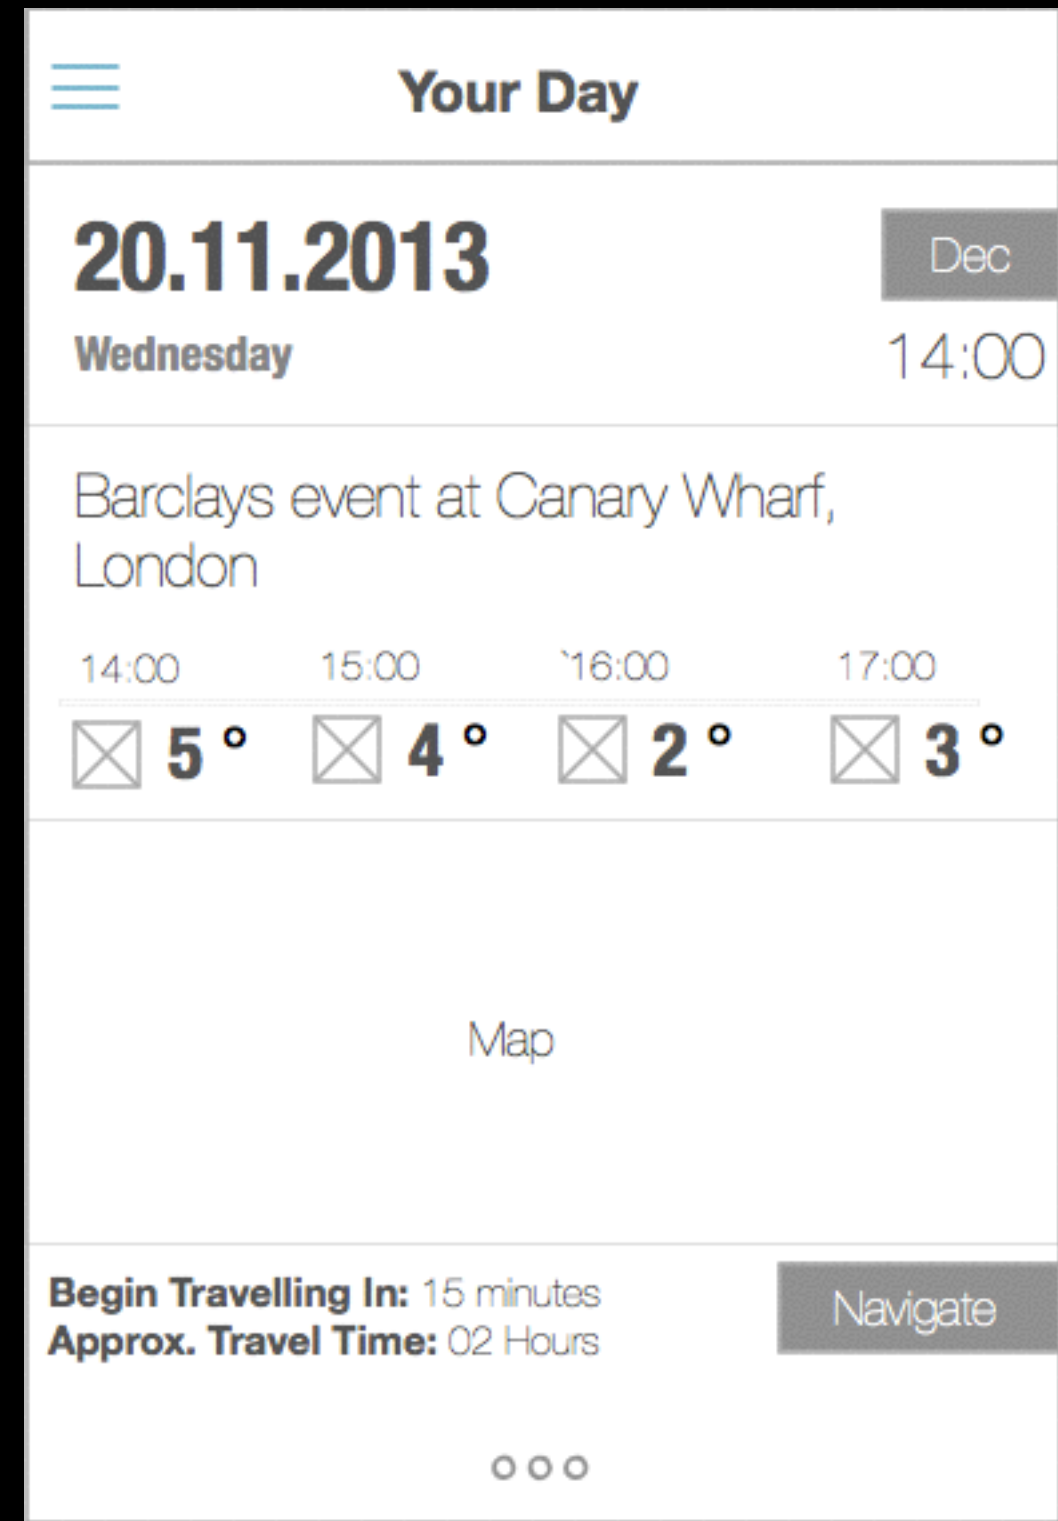 Your Day
20.11.2013
Dec
Wednesday
14:00
Barclays event at Canary Wharf,
London
14:00 15:00 `16:00 17:00
5 ° 4 ° 2 ° 3 °
Map
Begin Travelling In: 15 minutes
Approx. Travel Time: 02 Hours
Navigate